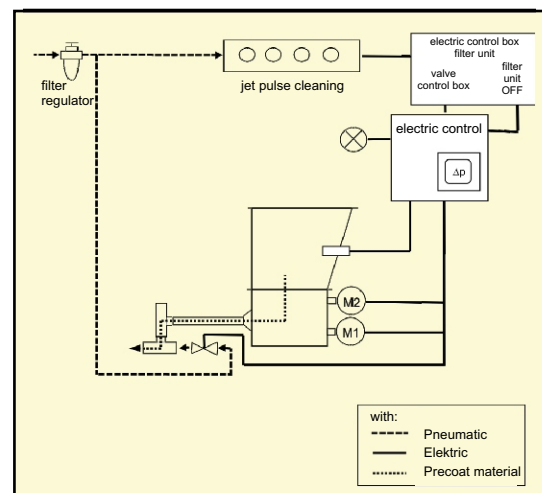 filter
regulator
jet pulse cleaning
electric control box
filter unit
valve
control box
filter
unit
OFF
electric control
Δp
M2
M1
with:
Pneumatic
Elektric
Precoat material